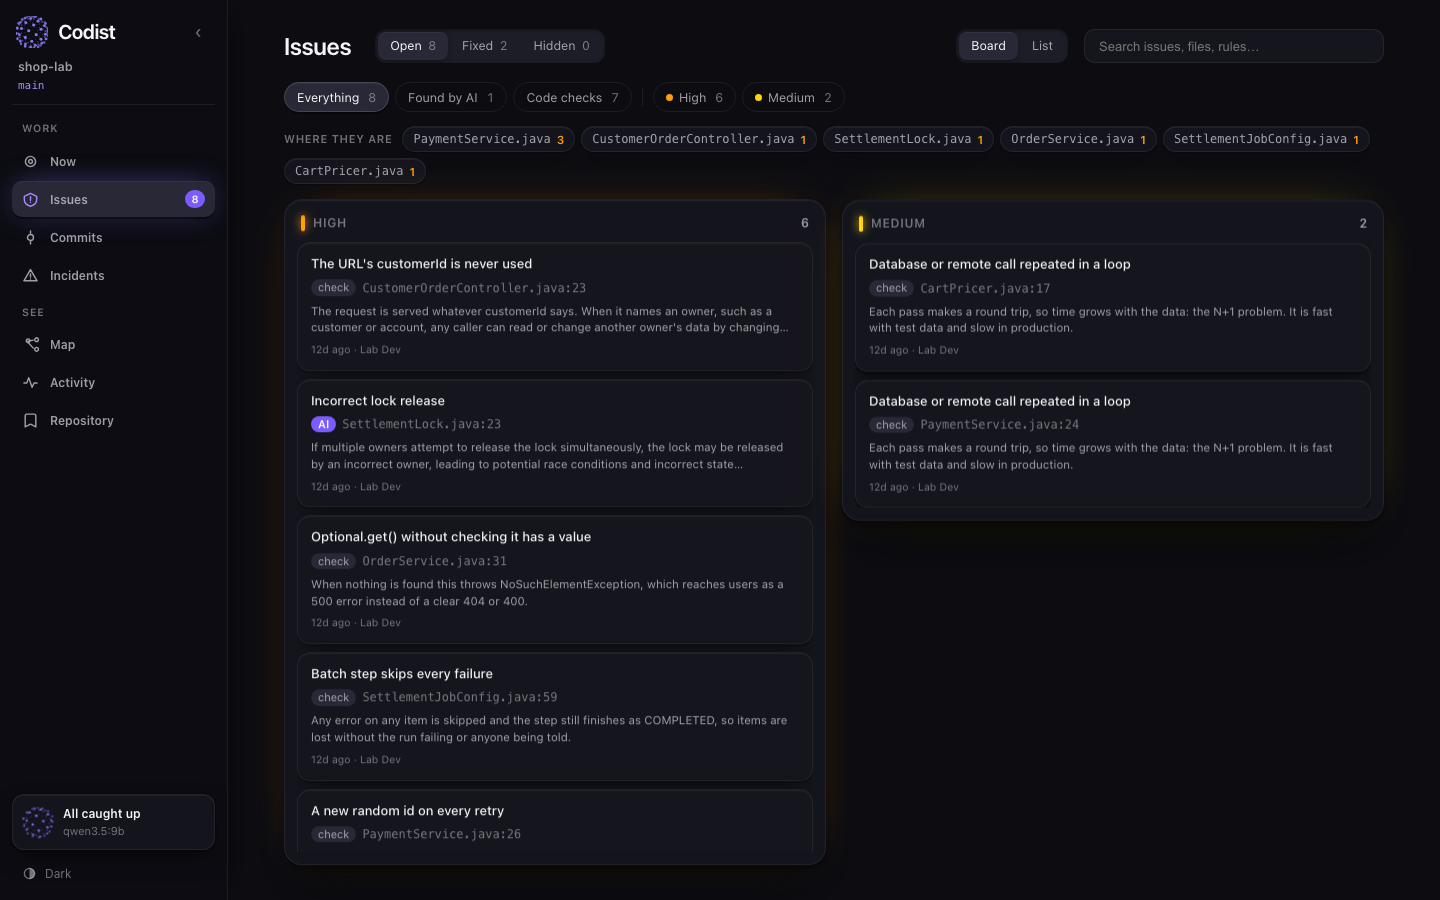 Codist
shop-lab
main
WORK
Now
Issues 8
Commits
Incidents
SEE
Map
Activity
Repository
All caught up
qwen3.5:9b
Dark
Issues
Open 8 Fixed 2 Hidden 0
Board List
Search issues, files, rules...
Everything 8 Found by AI 1 Code checks 7 High 6 Medium 2
WHERE THEY ARE PaymentService.java 3 CustomerOrderController.java 1 SettlementLock.java 1 OrderService.java 1 SettlementJobConfig.java 1
CartPricer.java 1
HIGH 6
The URL's customerId is never used
check CustomerOrderController.java:23
The request is served whatever customerId says. When it names an owner, such as a
customer or account, any caller can read or change another owner's data by changing...
12d ago · Lab Dev
Incorrect lock release
AI SettlementLock.java:23
If multiple owners attempt to release the lock simultaneously, the lock may be released
by an incorrect owner, leading to potential race conditions and incorrect state...
12d ago · Lab Dev
Optional.get() without checking it has a value
check OrderService.java:31
When nothing is found this throws NoSuchElementException, which reaches users as a
500 error instead of a clear 404 or 400.
12d ago · Lab Dev
Batch step skips every failure
check SettlementJobConfig.java:59
Any error on any item is skipped and the step still finishes as COMPLETED, so items are
lost without the run failing or anyone being told.
12d ago · Lab Dev
A new random id on every retry
check PaymentService.java:26
MEDIUM 2
Database or remote call repeated in a loop
check CartPricer.java:17
Each pass makes a round trip, so time grows with the data: the N+1 problem. It is fast
with test data and slow in production.
12d ago · Lab Dev
Database or remote call repeated in a loop
check PaymentService.java:24
Each pass makes a round trip, so time grows with the data: the N+1 problem. It is fast
with test data and slow in production.
12d ago · Lab Dev